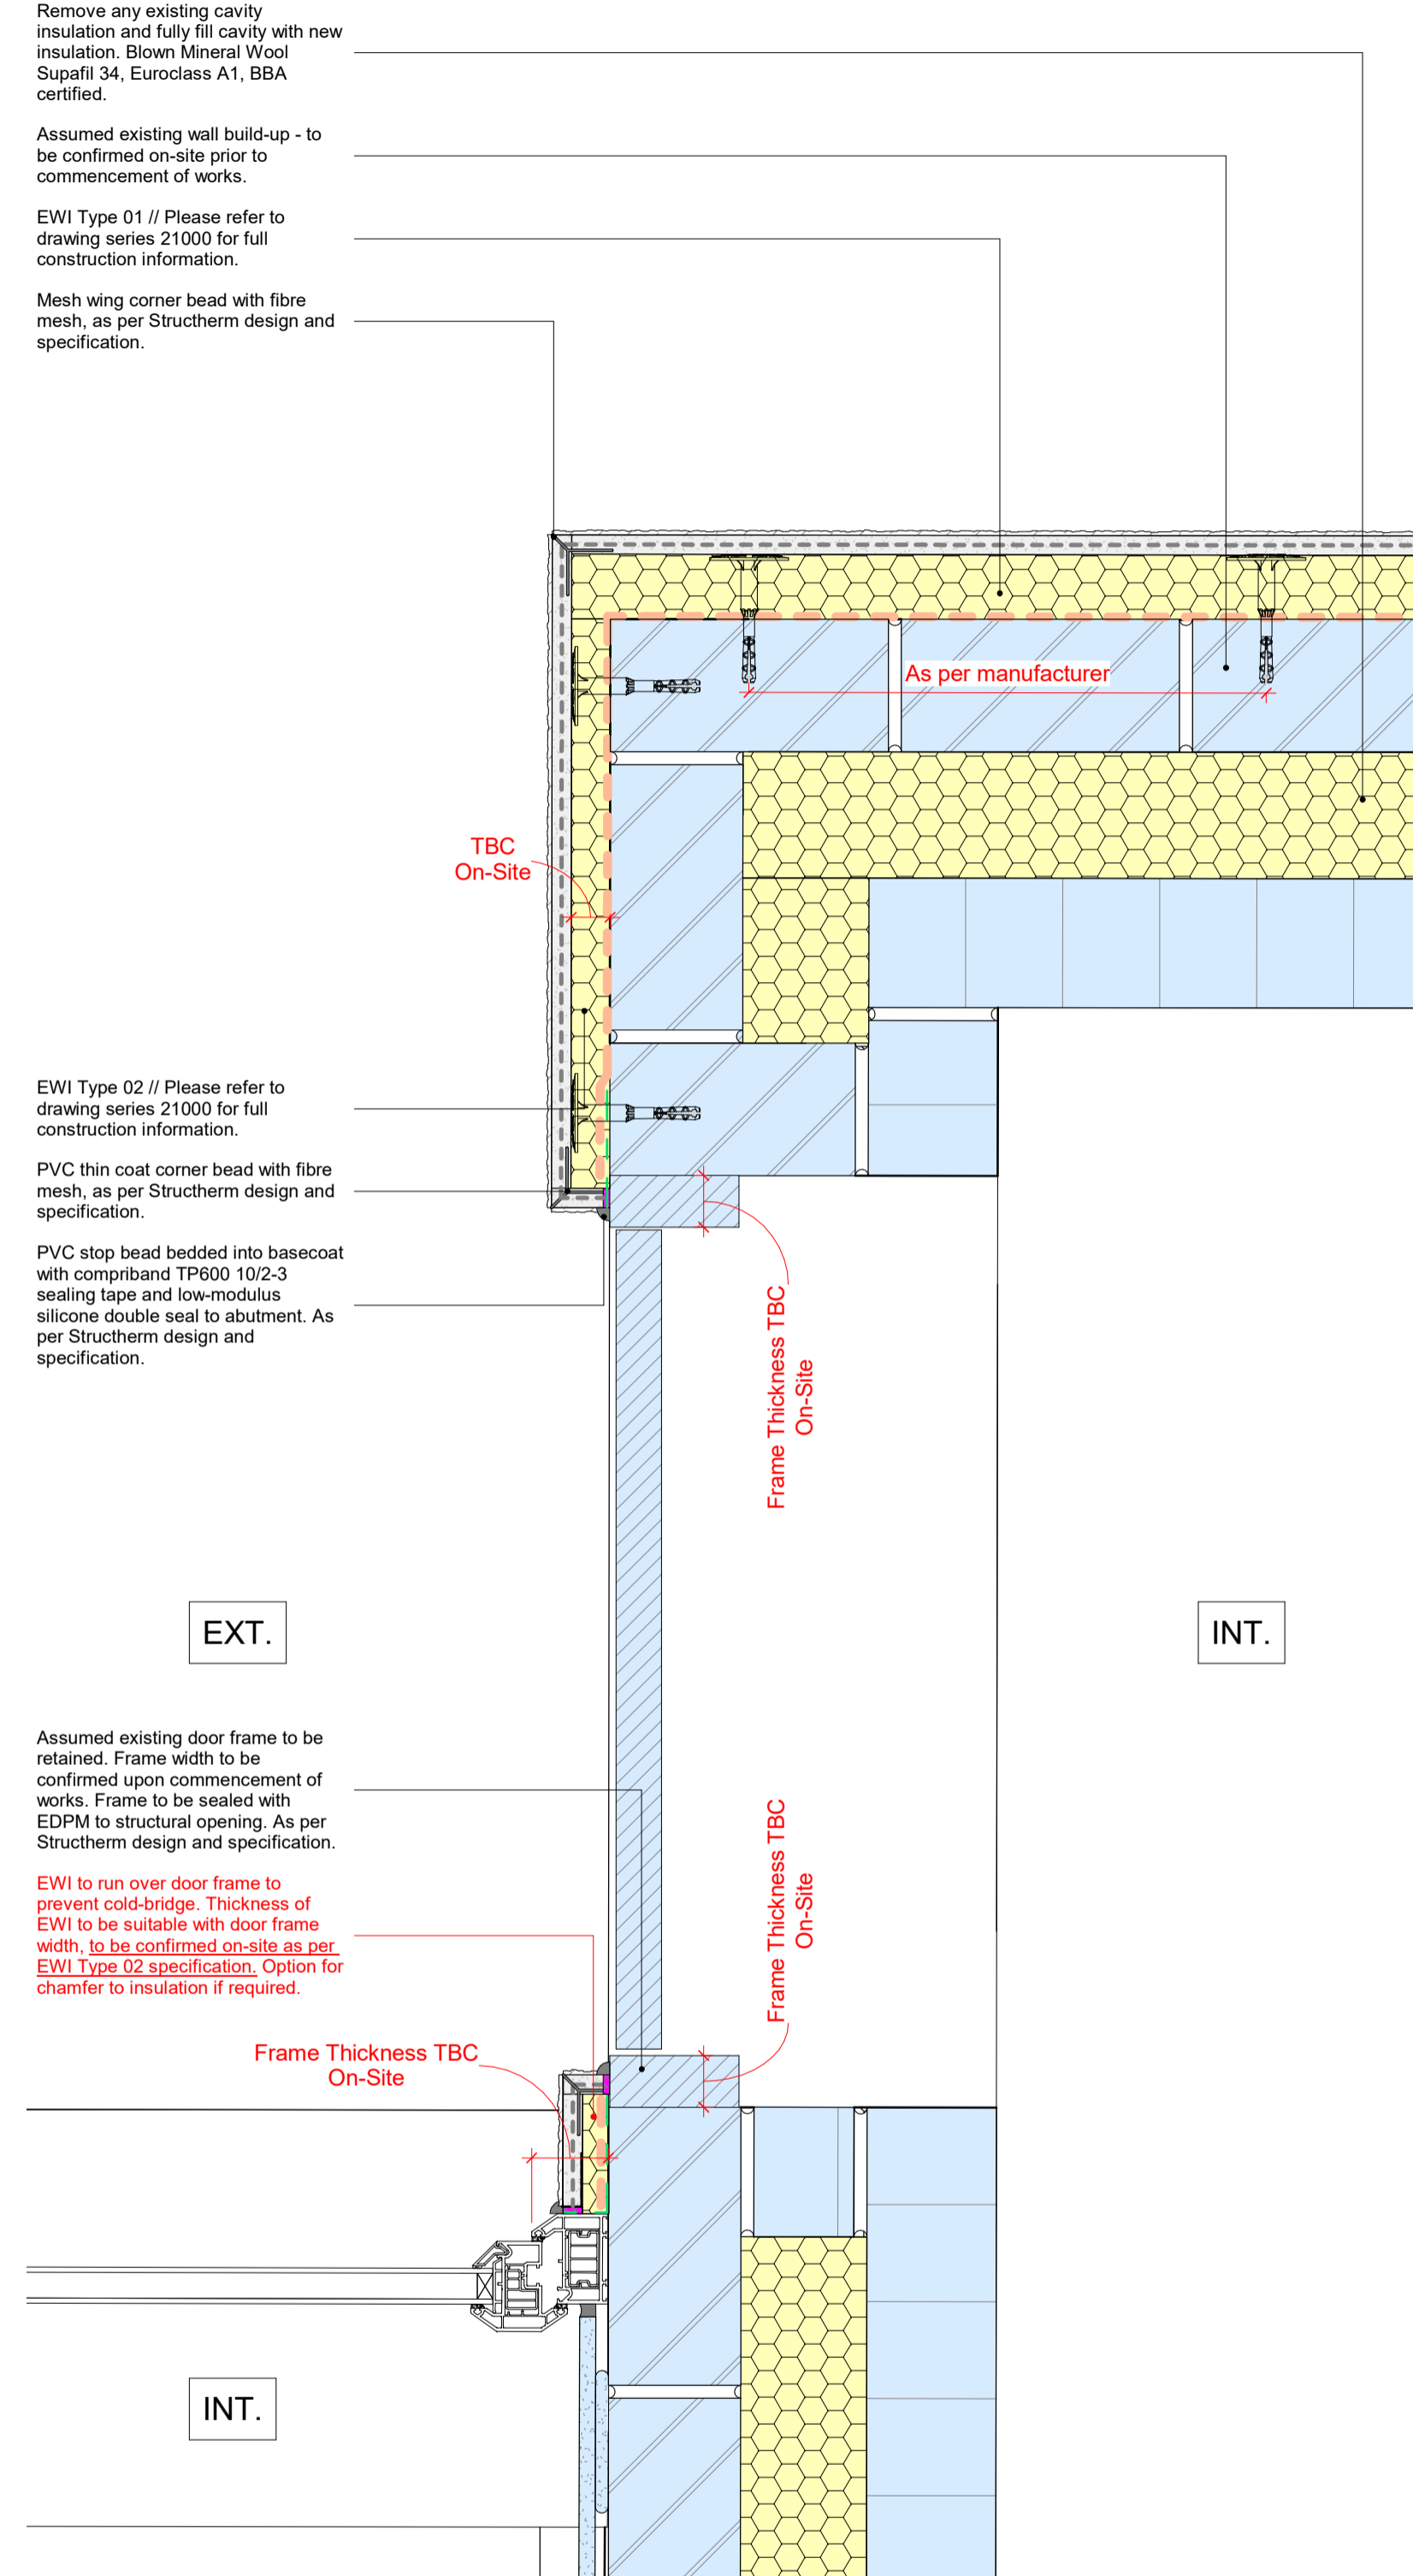 Remove any existing cavity
insulation and fully fill cavity with new
insulation. Blown Mineral Wool
Supafil 34, Euroclass A1, BBA
certified.
Assumed existing wall build-up - to
be confirmed on-site prior to
commencement of works.
EWI Type 01 // Please refer to
drawing series 21000 for full
construction information.
Mesh wing corner bead with fibre
mesh, as per Structherm design and
specification.
As per manufacturer
TBC
On-Site
EWI Type 02 // Please refer to
drawing series 21000 for full
construction information.
PVC thin coat corner bead with fibre
mesh, as per Structherm design and
specification.
PVC stop bead bedded into basecoat
with compriband TP600 10/2-3
sealing tape and low-modulus
silicone double seal to abutment. As
per Structherm design and
specification.
Frame Thickness TBC
On-Site
EXT.
INT.
Assumed existing door frame to be
retained. Frame width to be
confirmed upon commencement of
works. Frame to be sealed with
EDPM to structural opening. As per
Structherm design and specification.
EWI to run over door frame to
prevent cold-bridge. Thickness of
EWI to be suitable with door frame
width, to be confirmed on-site as per
EWI Type 02 specification. Option for
chamfer to insulation if required.
Frame Thickness TBC
On-Site
Frame Thickness TBC
On-Site
INT.